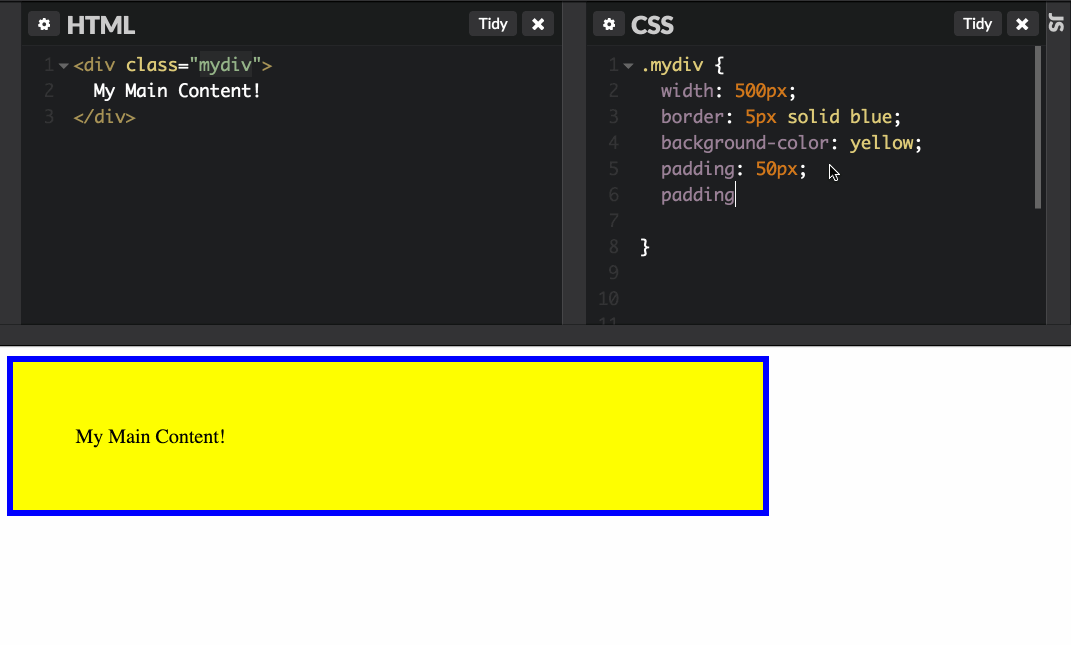 HTML Tidy
1 <div class="mydiv">
2 My Main Content!
3 </div>
CSS Tidy
1 .mydiv {
2 width: 500px;
3 border: 5px solid blue;
4 background-color: yellow;
5 padding: 50px;
6 padding
7
8 }
9
10
11
JS
My Main Content!